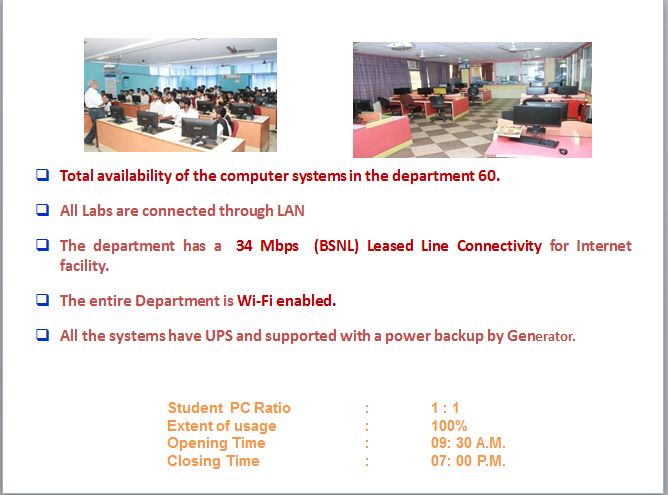 Total availability of the computer systems in the department 60.
All Labs are connected through LAN
The department has a 34 Mbps (BSNL) Leased Line Connectivity for Internet
facility.
The entire Department is Wi-Fi enabled.
All the systems have UPS and supported with a power backup by Generator.
Student PC Ratio : 1 : 1
Extent of usage : 100%
Opening Time : 09: 30 A.M.
Closing Time : 07: 00 P.M.